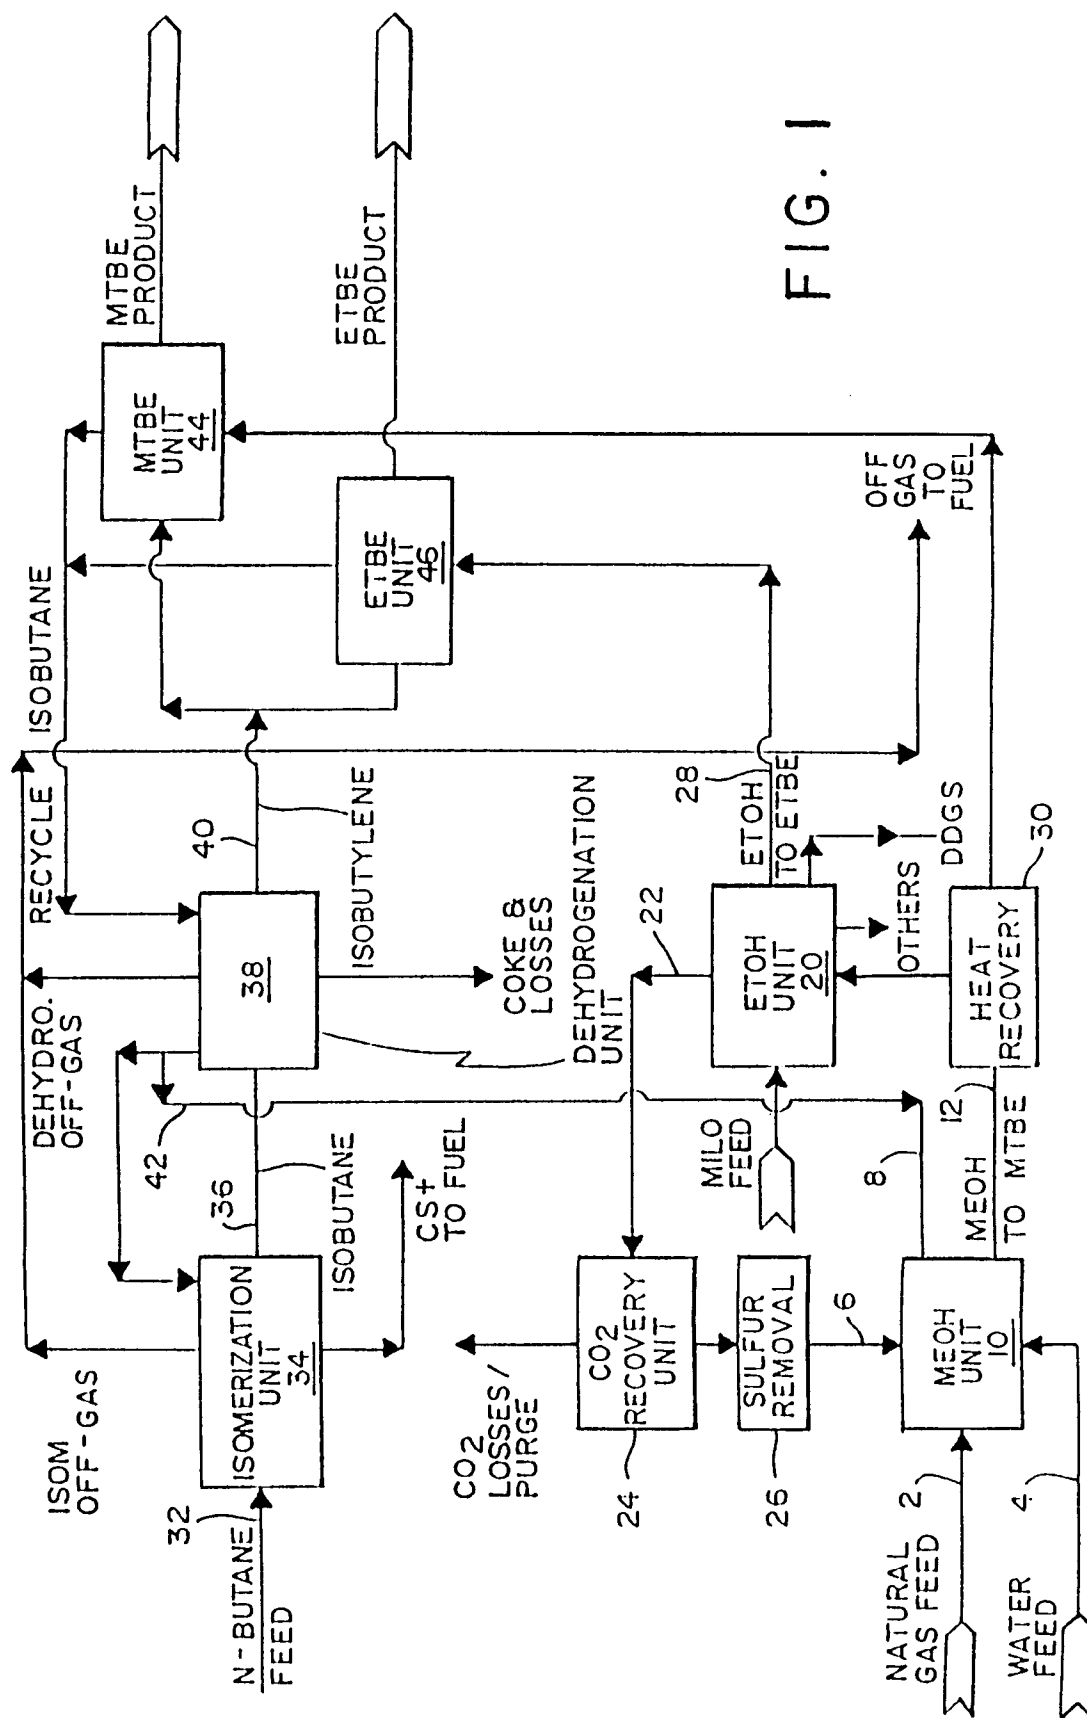 ISOM
OFF-GAS
DEHYDRO.
OFF-GAS
RECYCLE ISOBUTANE
MTBE
PRODUCT
N-BUTANE
FEED
32
ISOMERIZATION
UNIT
34
36
ISOBUTANE
42
38
40
ISOBUTYLENE
MTBE
UNIT
44
ETBE
PRODUCT
ETBE
UNIT
46
CS+
TO FUEL
COKE &
LOSSES
DEHYDROGENATION
UNIT
CO2
LOSSES/
PURGE
24
CO2
RECOVERY
UNIT
22
26
SULFUR
REMOVAL
MILO
FEED
ETOH
UNIT
20
28
ETOH
TO ETBE
DDGS
OTHERS
OFF
GAS
TO
FUEL
6
8
NATURAL
GAS FEED
2
MEOH
UNIT
10
12
MEOH
TO MTBE
HEAT
RECOVERY
30
WATER
FEED
4
FIG. 1